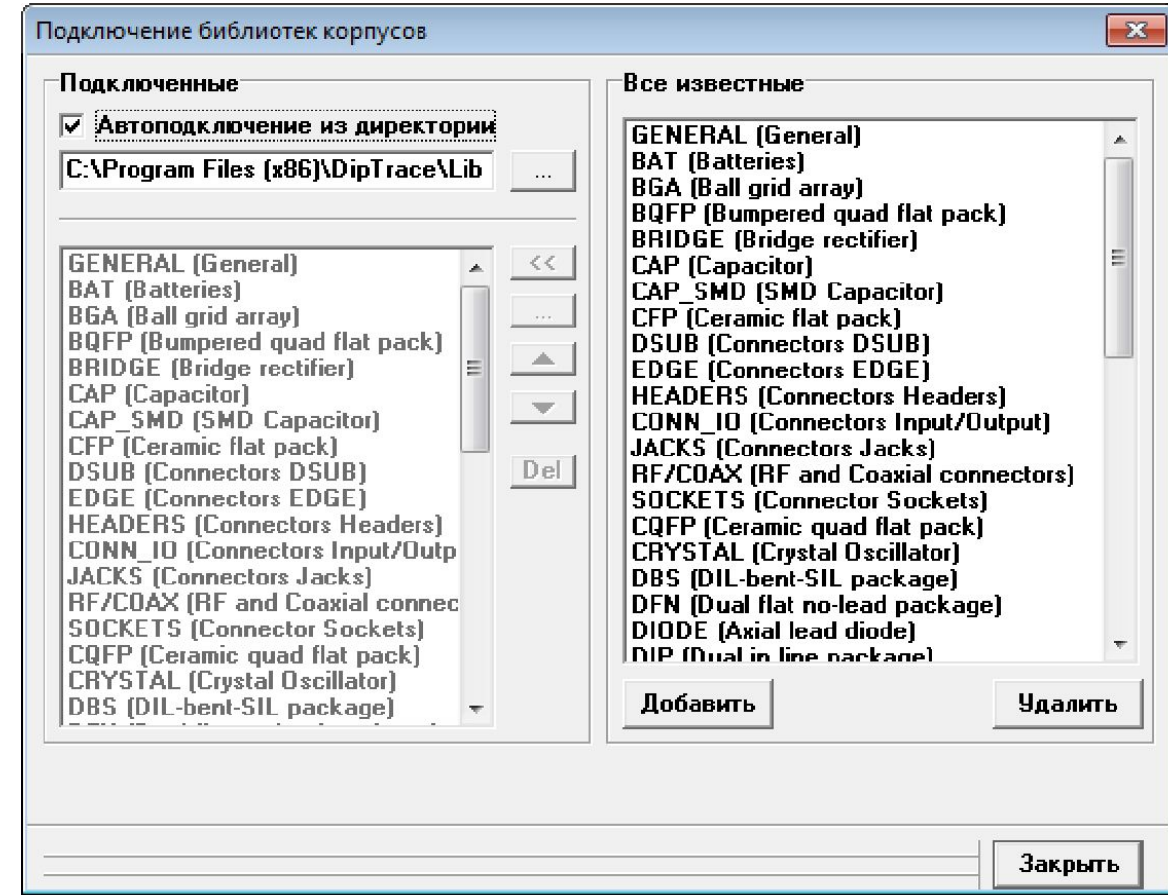 Подключение библиотек корпусов
Подключенные
Автоподключение из директории
C:\Program Files (x86)\DipTrace\Lib
...
GENERAL (General)
BAT (Batteries)
BGA (Ball grid array)
BQFP (Bumpered quad flat pack)
BRIDGE (Bridge rectifier)
CAP (Capacitor)
CAP_SMD (SMD Capacitor)
CFP (Ceramic flat pack)
DSUB (Connectors DSUB)
EDGE (Connectors EDGE)
HEADERS (Connectors Headers)
CONN_IO (Connectors Input/Outp
JACKS (Connectors Jacks)
RF/COAX (RF and Coaxial connec
SOCKETS (Connector Sockets)
CQFP (Ceramic quad flat pack)
CRYSTAL (Crystal Oscillator)
DBS (DIL-bent-SIL package)
<<
...
Del
Все известные
GENERAL (General)
BAT (Batteries)
BGA (Ball grid array)
BQFP (Bumpered quad flat pack)
BRIDGE (Bridge rectifier)
CAP (Capacitor)
CAP_SMD (SMD Capacitor)
CFP (Ceramic flat pack)
DSUB (Connectors DSUB)
EDGE (Connectors EDGE)
HEADERS (Connectors Headers)
CONN_IO (Connectors Input/Output)
JACKS (Connectors Jacks)
RF/COAX (RF and Coaxial connectors)
SOCKETS (Connector Sockets)
CQFP (Ceramic quad flat pack)
CRYSTAL (Crystal Oscillator)
DBS (DIL-bent-SIL package)
DFN (Dual flat no-lead package)
DIODE (Axial lead diode)
DIP (Dual in line package)
Добавить
Удалить
Закрыть